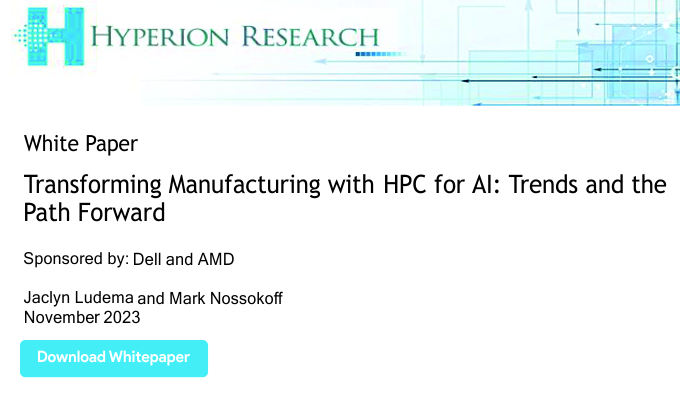 HYPERION RESEARCH
White Paper
Transforming Manufacturing with HPC for AI: Trends and the
Path Forward
Sponsored by: Dell and AMD
Jaclyn Ludema and Mark Nossokoff
November 2023
Download Whitepaper